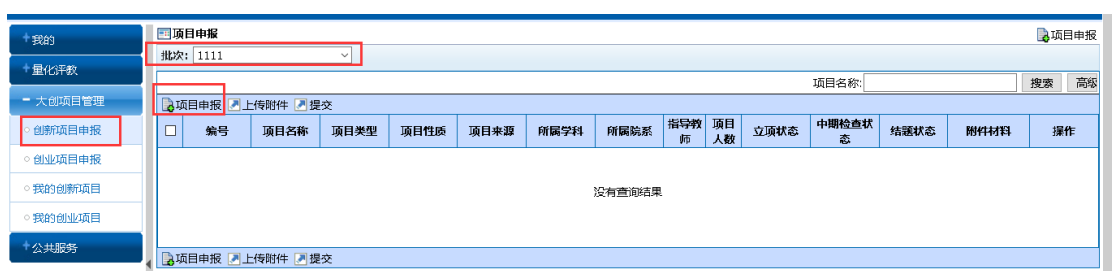 +我的
+量化评教
- 大创项目管理
创新项目申报
创业项目申报
我的创新项目
我的创业项目
+公共服务
项目申报
项目申报
批次: 1111
项目名称:
搜索
高级
项目申报 上传附件 提交
编号 项目名称 项目类型 项目性质 项目来源 所属学科 所属院系 指导教师 项目人数 立项状态 中期检查状态 结题状态 附件材料 操作
没有查询结果
项目申报 上传附件 提交